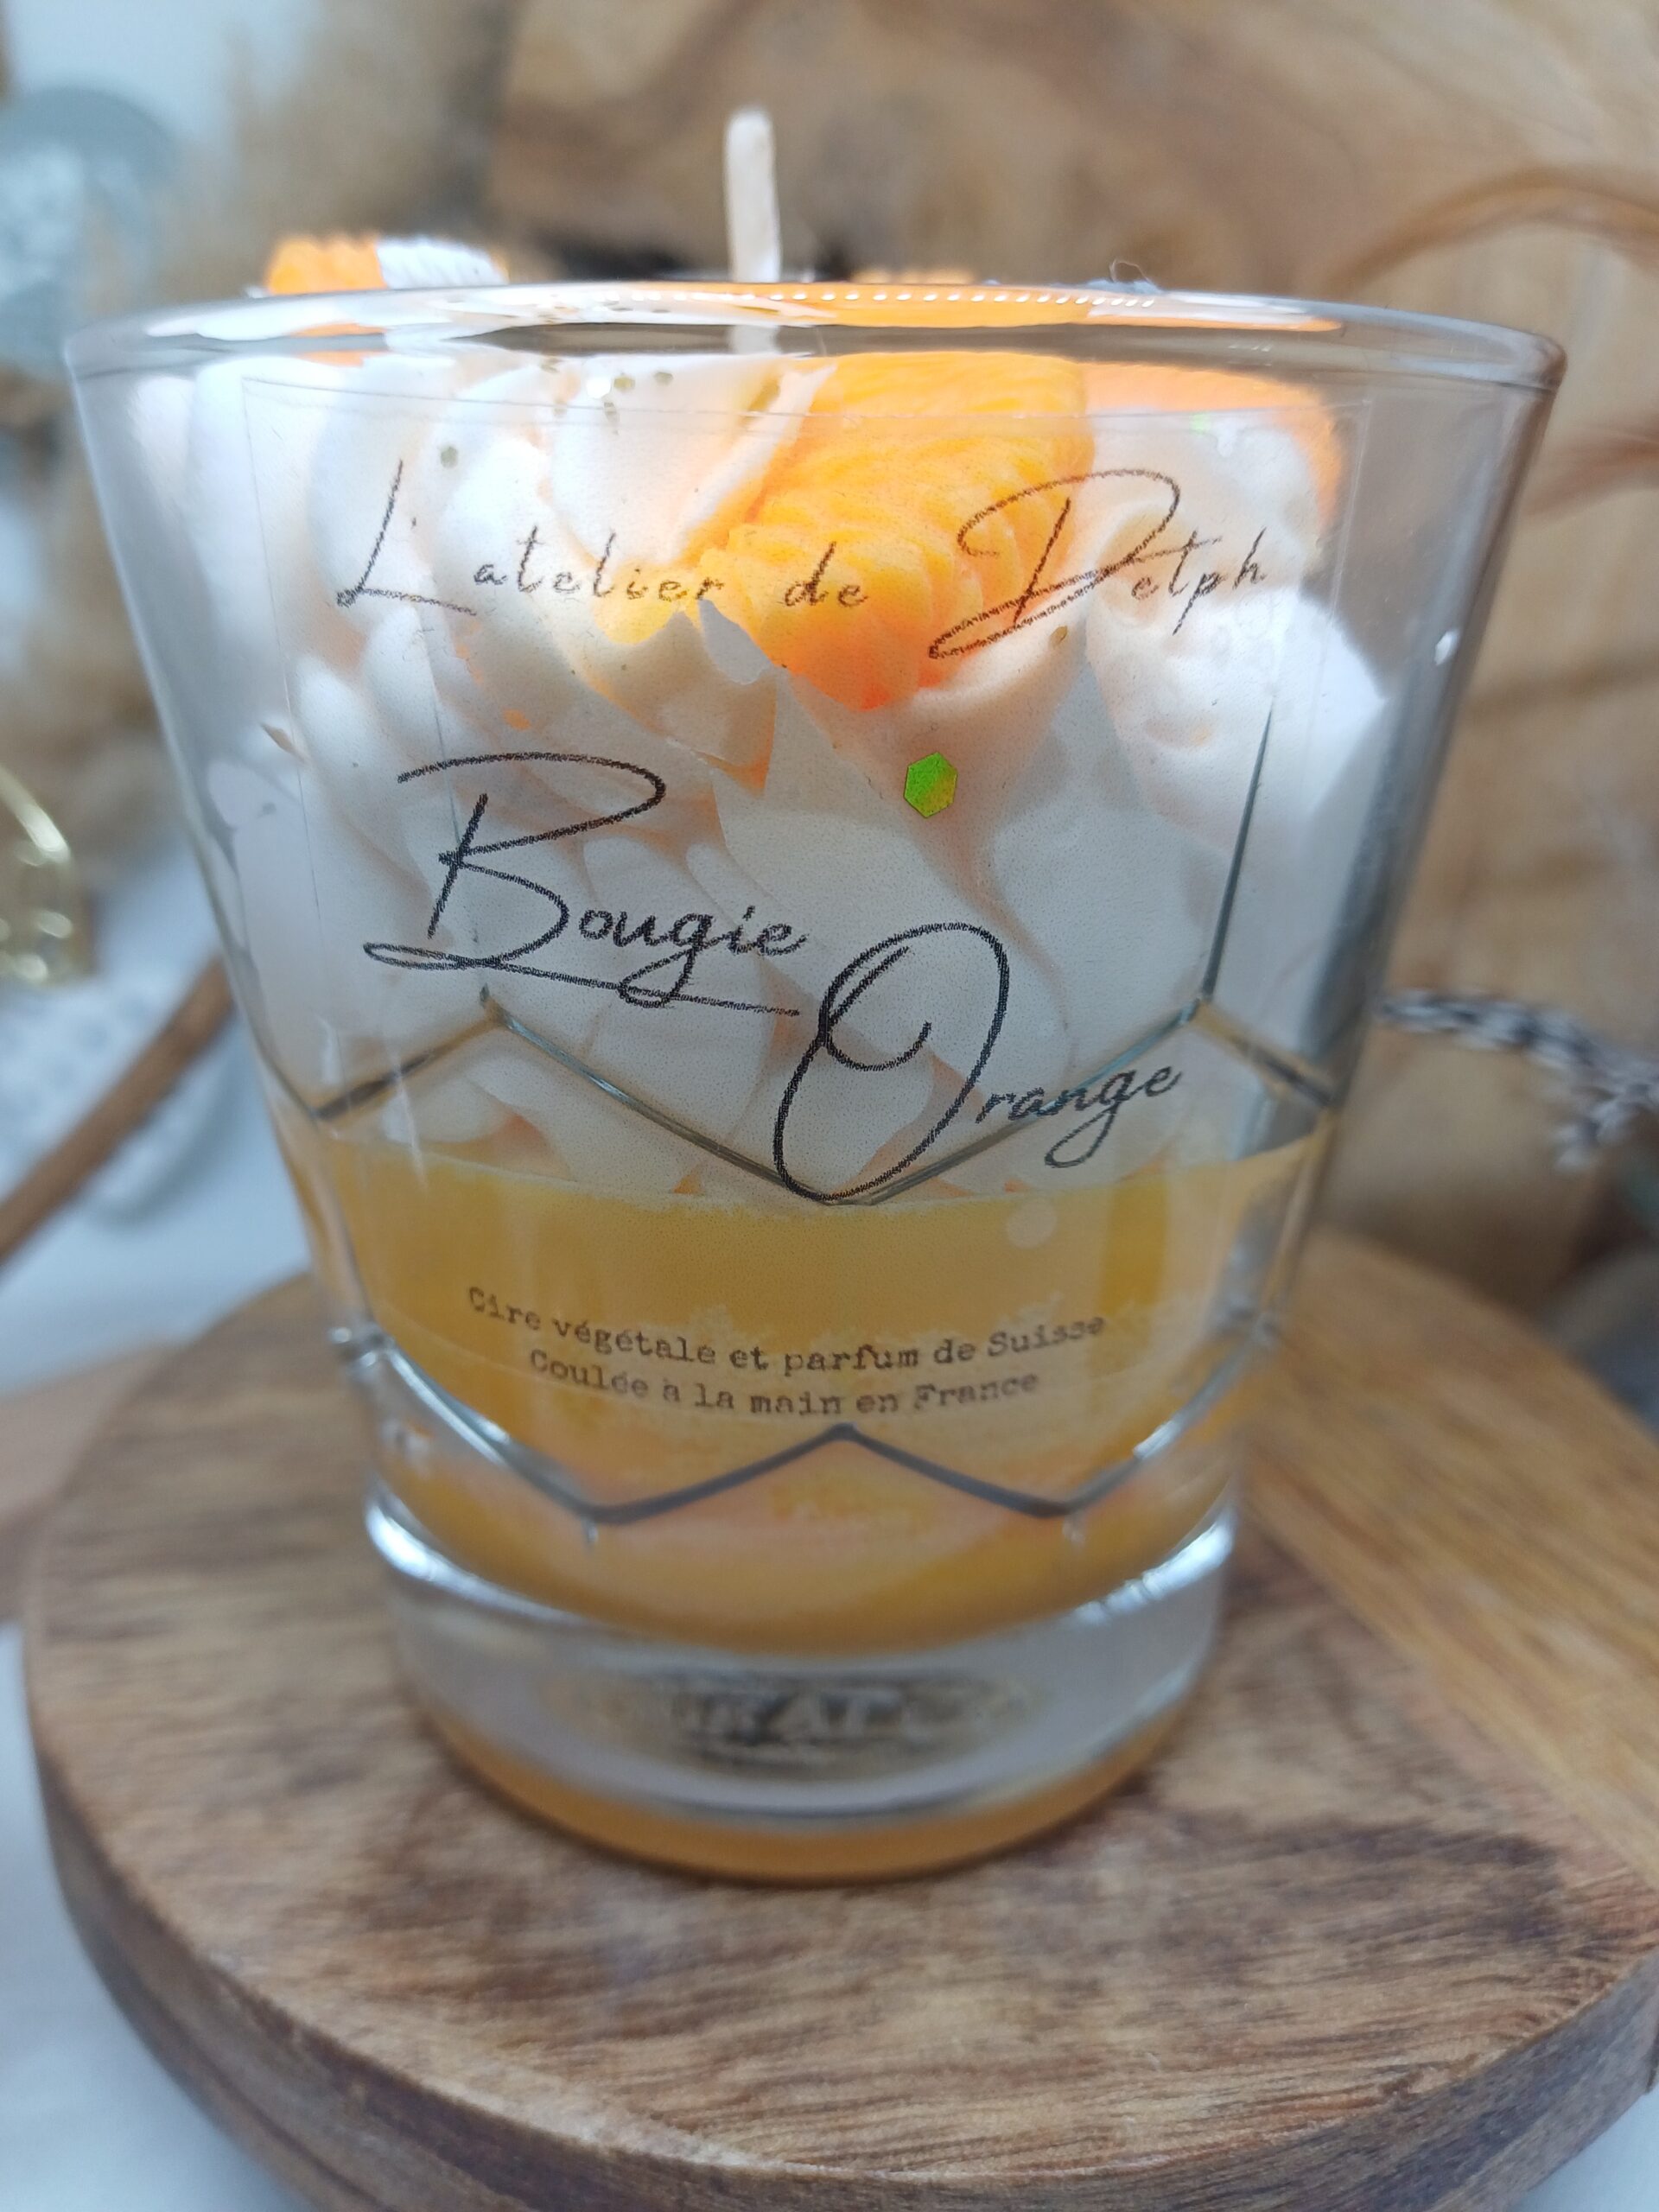 L'atelier de Delph
Bougie
Orange
Cire végétale et parfum de Suisse
Coulée à la main en France